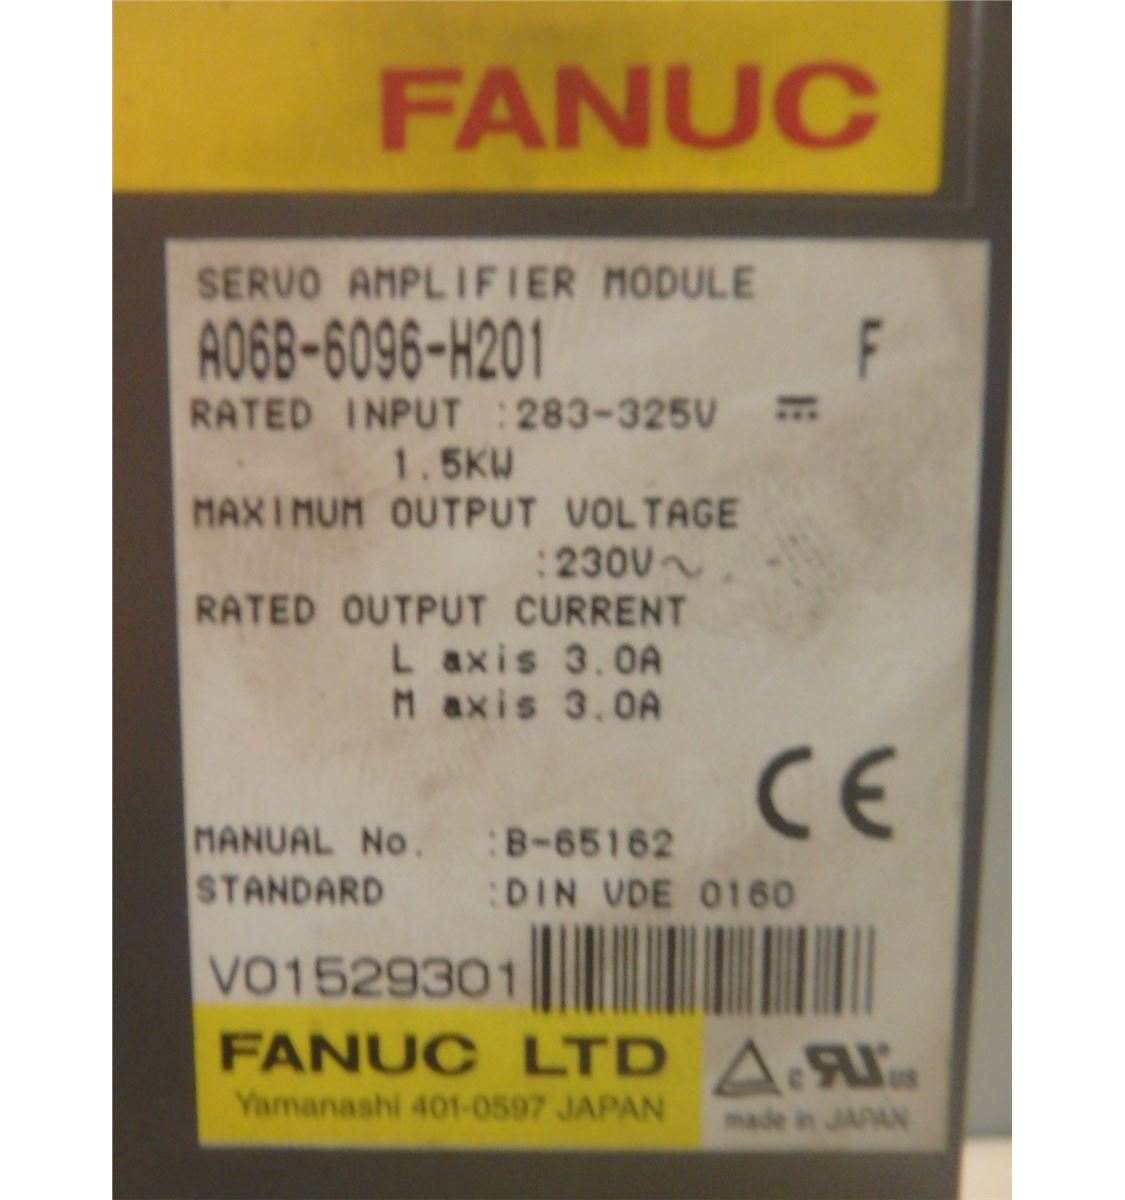 FANUC
SERVO AMPLIFIER MODULE
A06B-6096-H201 F
RATED INPUT :283-325V ⎓
1.5KW
MAXIMUM OUTPUT VOLTAGE
:230V~
RATED OUTPUT CURRENT
L axis 3.0A
M axis 3.0A
CE
MANUAL No. :B-65162
STANDARD :DIN VDE 0160
V01529301
FANUC LTD
Yamanashi 401-0597 JAPAN
c RU us
made in JAPAN